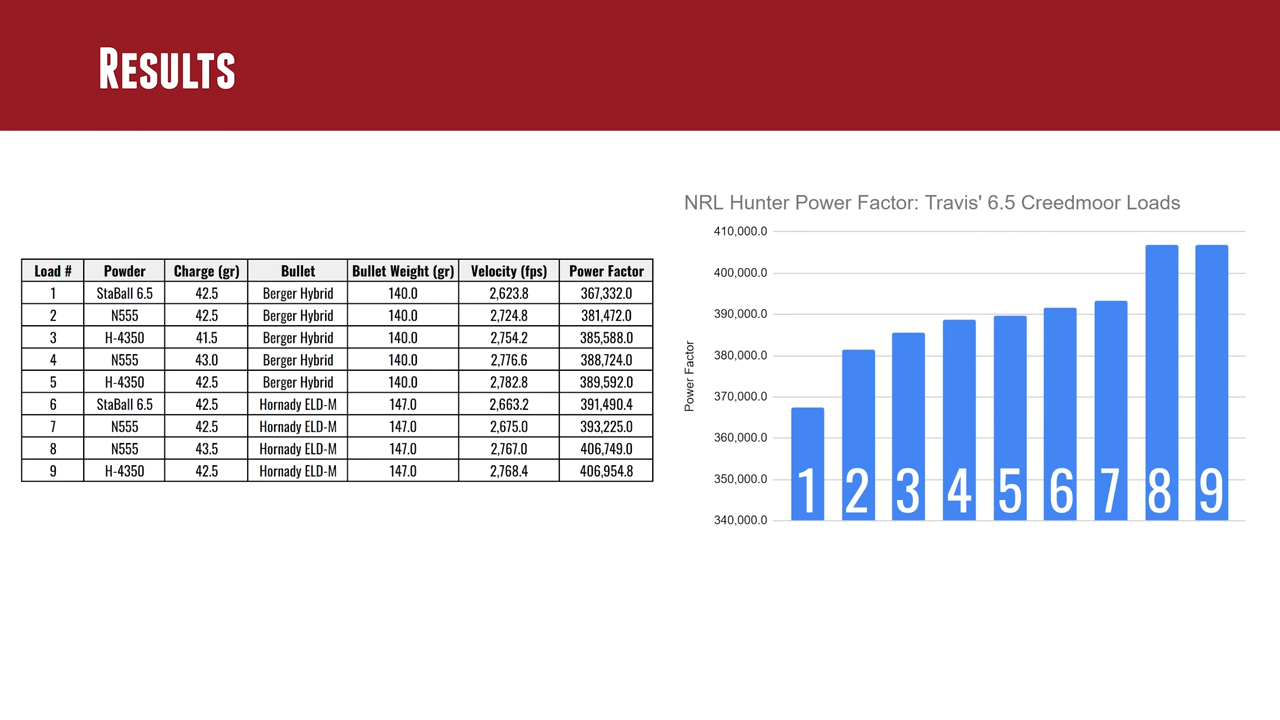 RESULTS
Load # Powder Charge (gr) Bullet Bullet Weight (gr) Velocity (fps) Power Factor
1 StaBall 6.5 42.5 Berger Hybrid 140.0 2,623.8 367,332.0
2 N555 42.5 Berger Hybrid 140.0 2,724.8 381,472.0
3 H-4350 41.5 Berger Hybrid 140.0 2,754.2 385,588.0
4 N555 43.0 Berger Hybrid 140.0 2,776.6 388,724.0
5 H-4350 42.5 Berger Hybrid 140.0 2,782.8 389,592.0
6 StaBall 6.5 42.5 Hornady ELD-M 147.0 2,663.2 391,490.4
7 N555 42.5 Hornady ELD-M 147.0 2,675.0 393,225.0
8 N555 43.5 Hornady ELD-M 147.0 2,767.0 406,749.0
9 H-4350 42.5 Hornady ELD-M 147.0 2,768.4 406,954.8
NRL Hunter Power Factor: Travis' 6.5 Creedmoor Loads
Power Factor
410,000.0
400,000.0
390,000.0
380,000.0
370,000.0
360,000.0
350,000.0
340,000.0
1 2 3 4 5 6 7 8 9